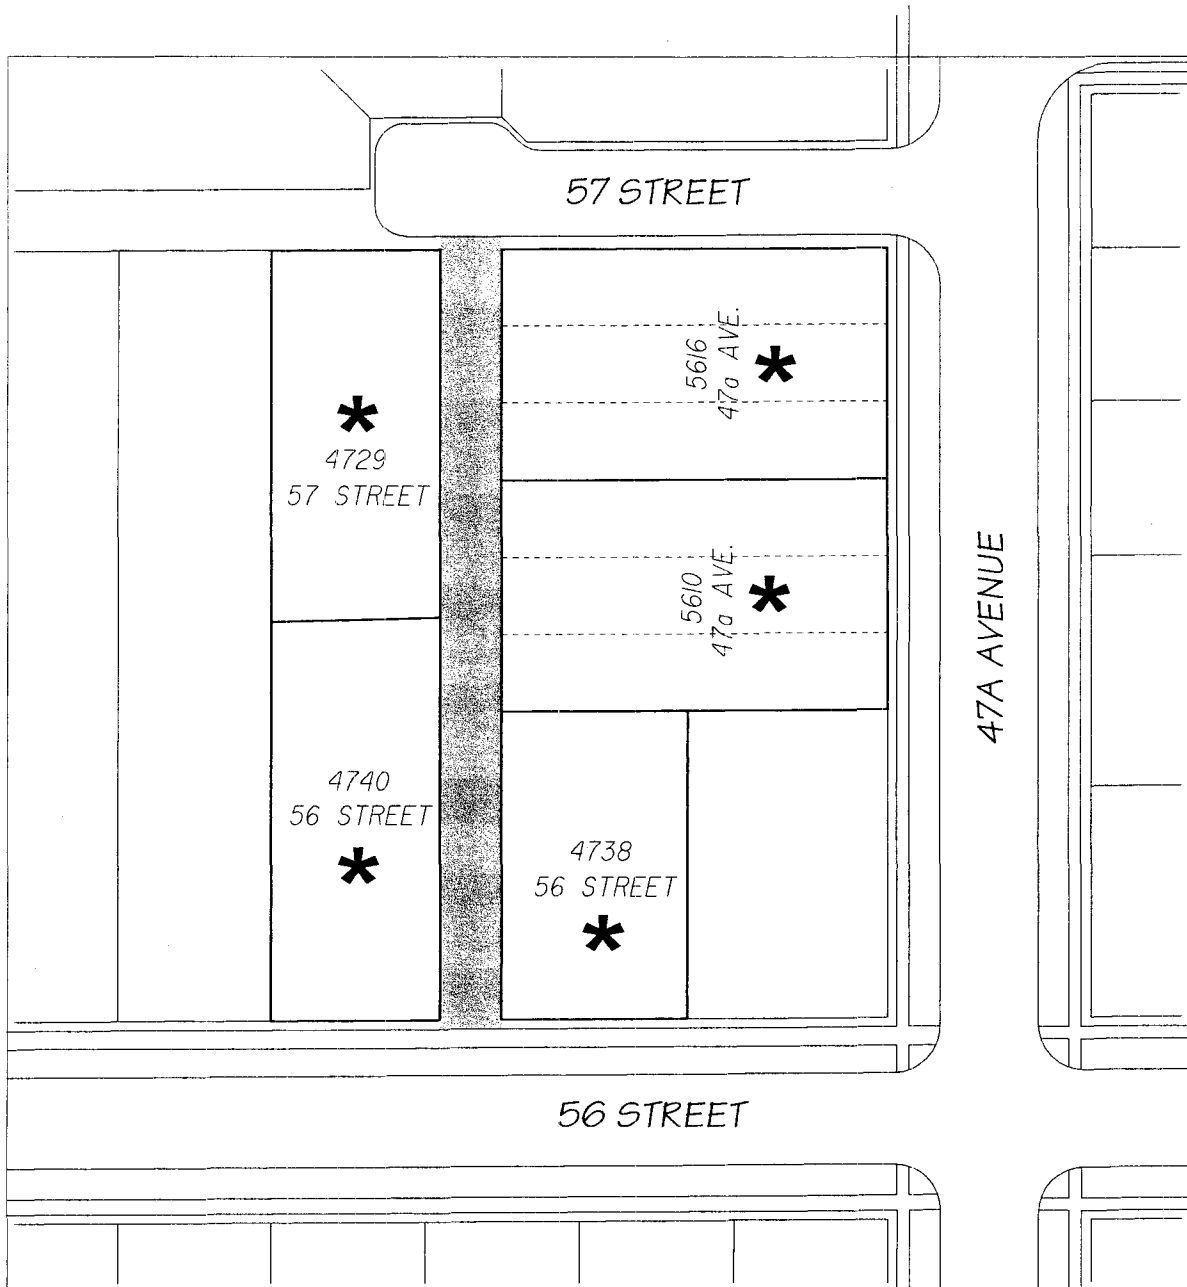 57 STREET
5616
47a AVE.
*
*
4729
57 STREET
47A AVENUE
5610
47a AVE.
*
4740
56 STREET
*
4738
56 STREET
*
56 STREET